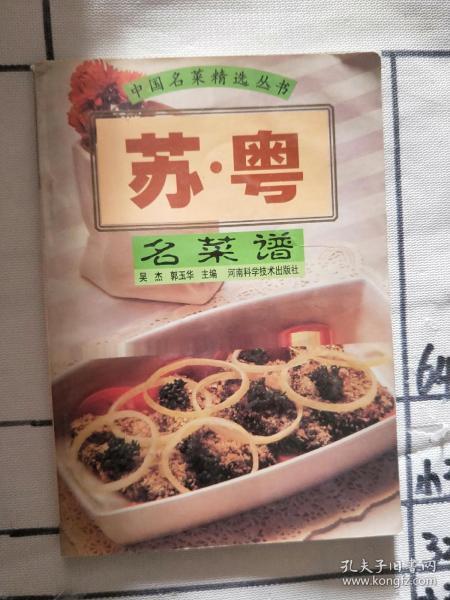 中国名菜精选丛书
苏·粤
名菜谱
吴杰 郭玉华 主编 河南科学技术出版社
64
32
孔夫子旧书网
www.kongfz.com